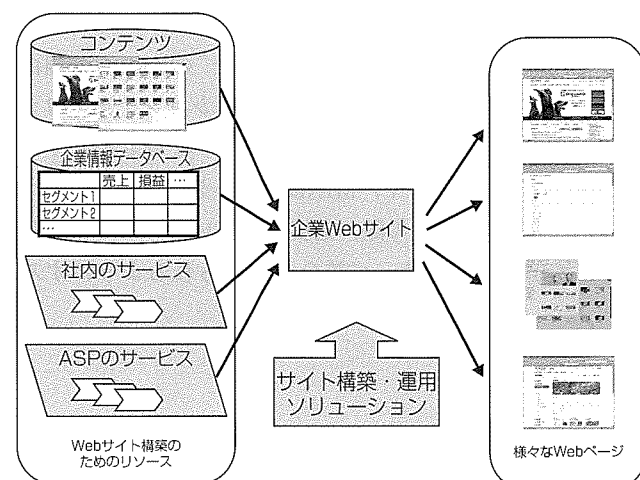 コンテンツ
企業情報データベース
売上 損益 …
セグメント1
セグメント2
…
社内のサービス
ASPのサービス
Webサイト構築の
ためのリソース
企業Webサイト
サイト構築・運用
ソリューション
様々なWebページ